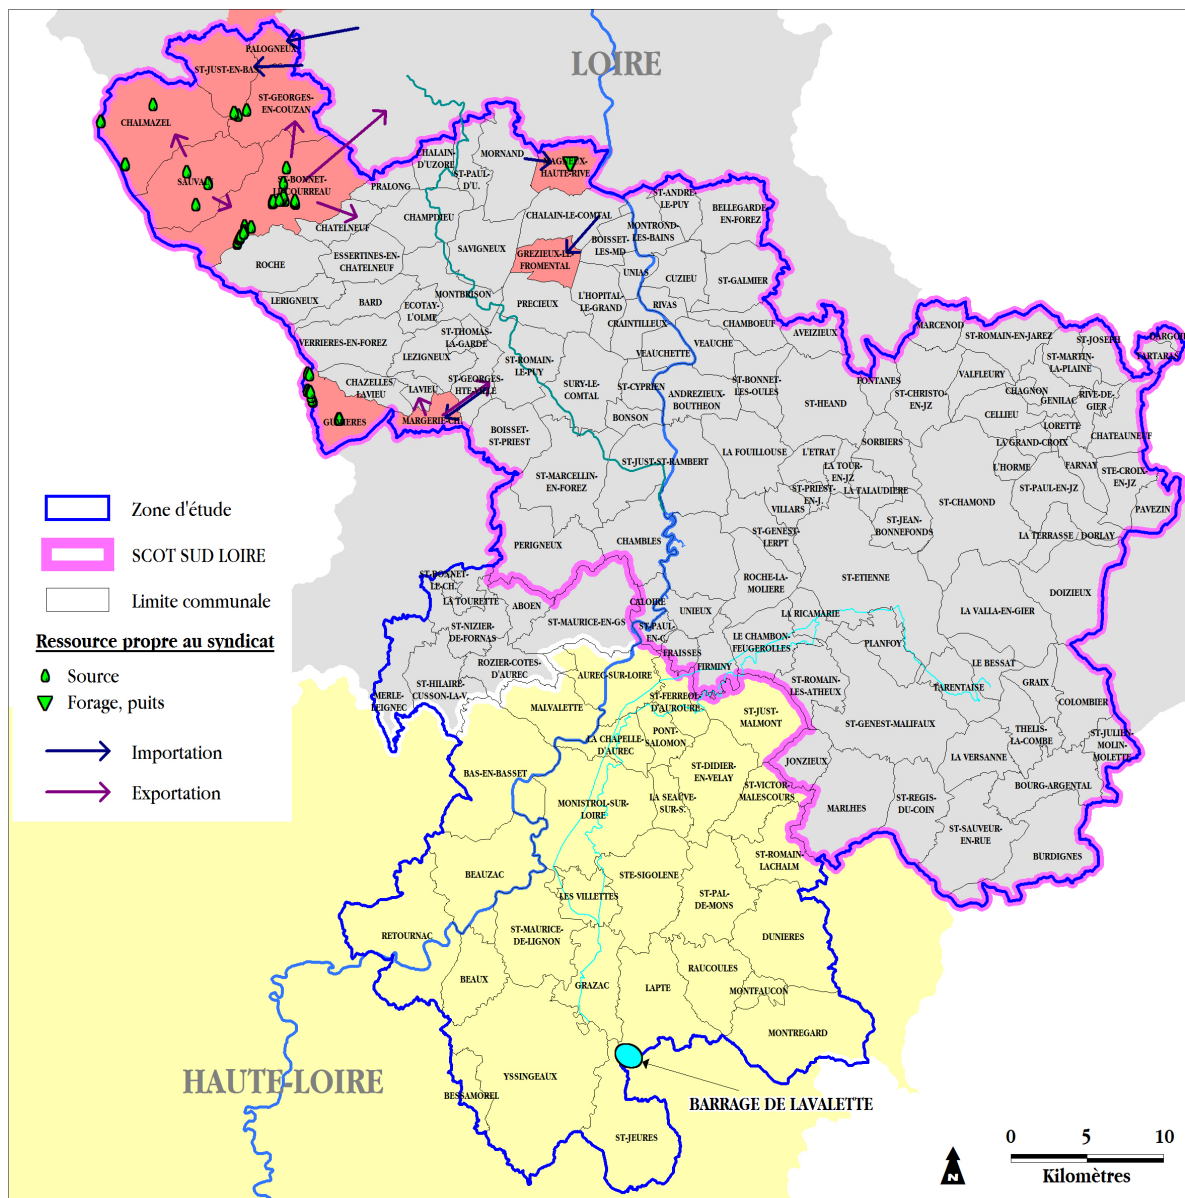 LOIRE
PALOGNEUX
ST-JUST-EN-BAS
ST-GEORGES-
EN-COUZAN
CHALMAZEL
SAUVAIN
ST-BONNET-
LE-COURREAU
CHALAIN-
D'UZORE
MORNAND
ST-PAUL-
D'U.
MAGNEUX-
HAUTE-RIVE
PRALONG
CHAMPDIEU
CHATELNEUF
CHALAIN-LE-COMTAL
ST-ANDRE-
LE-PUY
BELLEGARDE-
EN-FOREZ
MONTROND-
LES-BAINS
BOISSET-
LES-MD
ROCHE
ESSERTINES-EN-
CHATELNEUF
SAVIGNEUX
GREZIEUX-LE-
FROMENTAL
UNIAS
CUZIEU
ST-GALMIER
LERIGNEUX
BARD
ECOTAY-
L'OLME
MONTBRISON
PRECIEUX
L'HOPITAL-
LE-GRAND
RIVAS
CRAINTILLEUX
CHAMBOEUF
AVEIZIEUX
VERRIERES-EN-FOREZ
LEZIGNEUX
ST-THOMAS-
LA-GARDE
ST-ROMAIN-
LE-PUY
VEAUCHETTE
VEAUCHE
CHAZELLES/
LAVIEU
LAVIEU
ST-GEORGES-
HTE-VILLE
SURY-LE-
COMTAL
ST-CYPRIEN
ANDREZIEUX-
BOUTHEON
ST-BONNET-
LES-OULES
ST-HEAND
FONTANES
ST-CHRISTO-
EN-JZ
MARCENOD
ST-ROMAIN-EN-JAREZ
ST-JOSEPH
DARGOIRE
TARTARAS
ST-MARTIN-
LA-PLAINE
VALFLEURY
CHAGNON
GENILAC
RIVE-DE-
GIER
CELLIEU
LORETTE
CHATEAUNEUF
LA GRAND-CROIX
L'HORME
FARNAY
STE-CROIX-
EN-JZ
ST-PAUL-EN-JZ
PAVEZIN
MARGERIE-CH.
BONSON
BOISSET-
ST-PRIEST
LA FOUILLOUSE
L'ETRAT
SORBIERS
LA TOUR-
EN-JZ
ST-JUST-ST-RAMBERT
ST-MARCELLIN-
EN-FOREZ
ST-PRIEST-
EN-J.
LA TALAUDIERE
VILLARS
ST-CHAMOND
ST-JEAN-
BONNEFONDS
ST-GENEST-
LERPT
LA TERRASSE / DORLAY
PERIGNEUX
CHAMBLES
ST-ETIENNE
ROCHE-LA-
MOLIERE
DOIZIEUX
LA VALLA-EN-GIER
ST-BONNET-
LE-CH.
LA TOURETTE
ABOEN
ST-NIZIER-
DE-FORNAS
ST-MAURICE-EN-GS
CALOIRE
UNIEUX
ST-PAUL-
EN-C.
LA RICAMARIE
LE CHAMBON-
FEUGEROLLES
PLANFOY
FRAISSES
FIRMINY
ROZIER-COTES-
D'AUREC
AUREC-SUR-LOIRE
LE BESSAT
GRAIX
TARENTAISE
ST-ROMAIN-
LES-ATHEUX
COLOMBIER
MERLE-
LEIGNEC
ST-HILAIRE-
CUSSON-LA-V.
MALVALETTE
ST-FERREOL-
D'AUROURE
ST-JUST-
MALMONT
ST-GENEST-MALIFAUX
THELIS-
LA-COMBE
ST-JULIEN-
MOLIN-
MOLETTE
LA CHAPELLE-
D'AUREC
PONT-
SALOMON
LA VERSANNE
JONZIEUX
BAS-EN-BASSET
ST-DIDIER-
EN-VELAY
ST-VICTOR-
MALESCOURS
BOURG-ARGENTAL
MONISTROL-SUR-
LOIRE
LA SEAUVE-
SUR-S.
MARLHES
ST-REGIS-
DU-COIN
ST-SAUVEUR-
EN-RUE
BURDIGNES
ST-ROMAIN-
LACHALM
BEAUZAC
STE-SIGOLENE
LES VILLETTES
ST-PAL-
DE-MONS
RETOURNAC
ST-MAURICE-
DE-LIGNON
DUNIERES
BEAUX
GRAZAC
LAPTE
RAUCOULES
MONTFAUCON
MONTREGARD
YSSINGEAUX
BESSAMOREL
ST-JEURES
HAUTE-LOIRE
BARRAGE DE LAVALETTE
Zone d'étude
SCOT SUD LOIRE
Limite communale
Ressource propre au syndicat
Source
Forage, puits
Importation
Exportation
N
0 5 10
Kilomètres